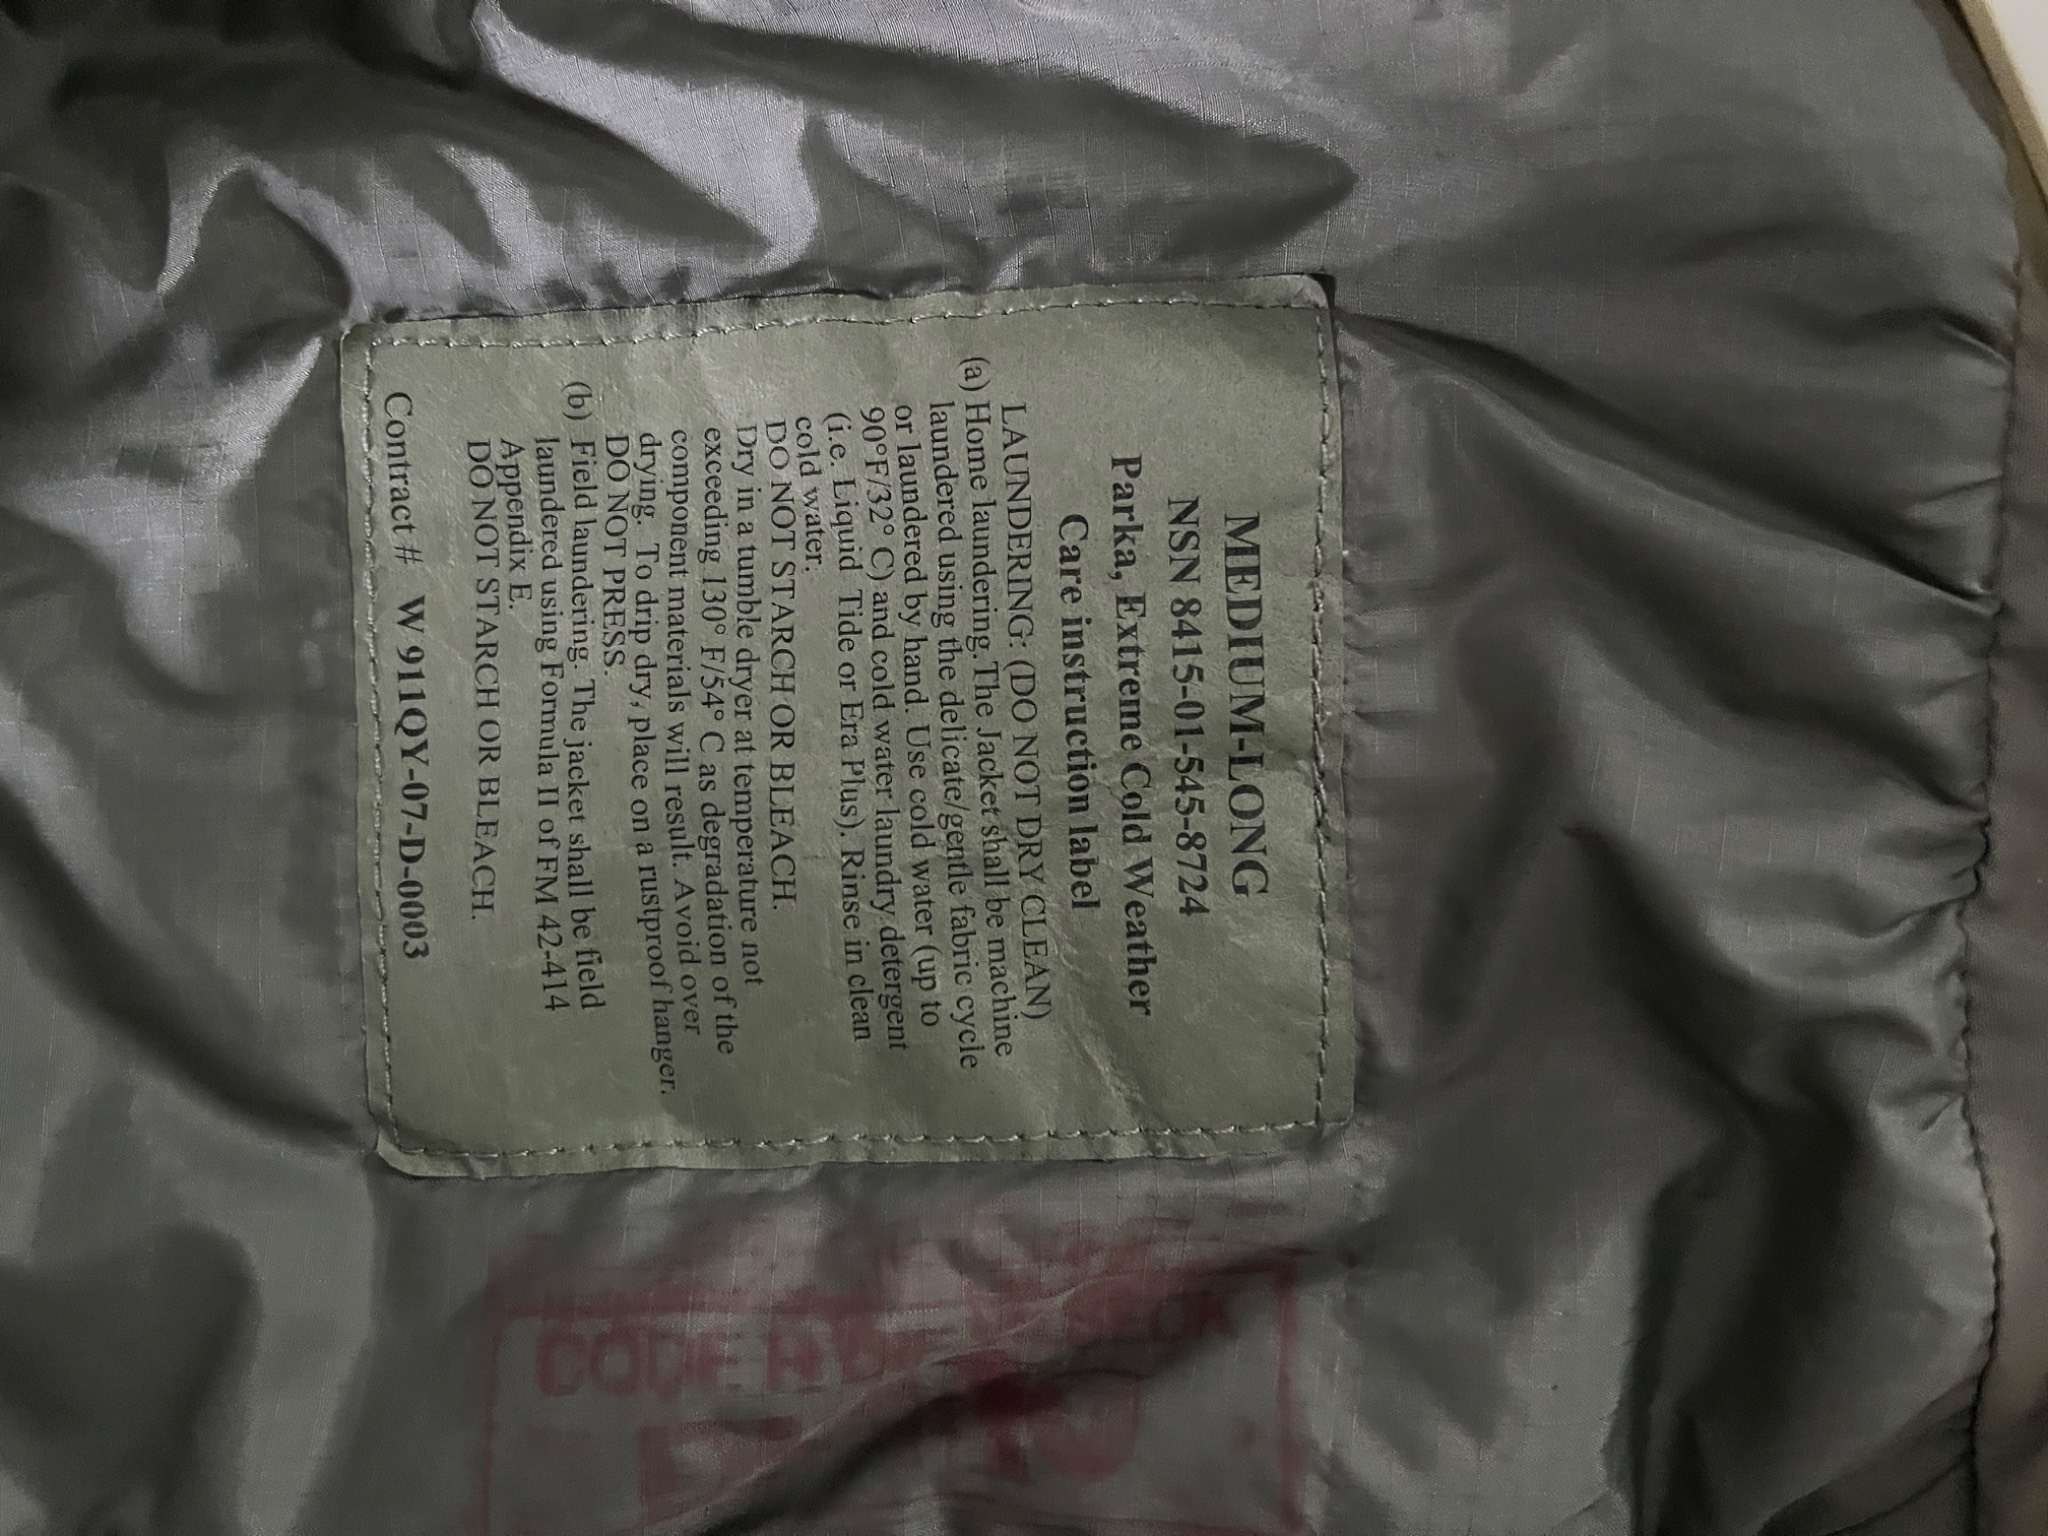 MEDIUM-LONG
NSN 8415-01-545-8724
Parka, Extreme Cold Weather
Care instruction label
LAUNDERING: (DO NOT DRY CLEAN)
(a) Home laundering. The Jacket shall be machine
laundered using the delicate/gentle fabric cycle
or laundered by hand. Use cold water (up to
90°F/32° C) and cold water laundry detergent
(i.e. Liquid Tide or Era Plus). Rinse in clean
cold water.
DO NOT STARCH OR BLEACH.
Dry in a tumble dryer at temperature not
exceeding 130° F/54° C as degradation of the
component materials will result. Avoid over
drying. To drip dry, place on a rustproof hanger.
DO NOT PRESS.
(b) Field laundering. The jacket shall be field
laundered using Formula II of FM 42-414
Appendix E.
DO NOT STARCH OR BLEACH.
Contract # W911QY-07-D-0003
CODE